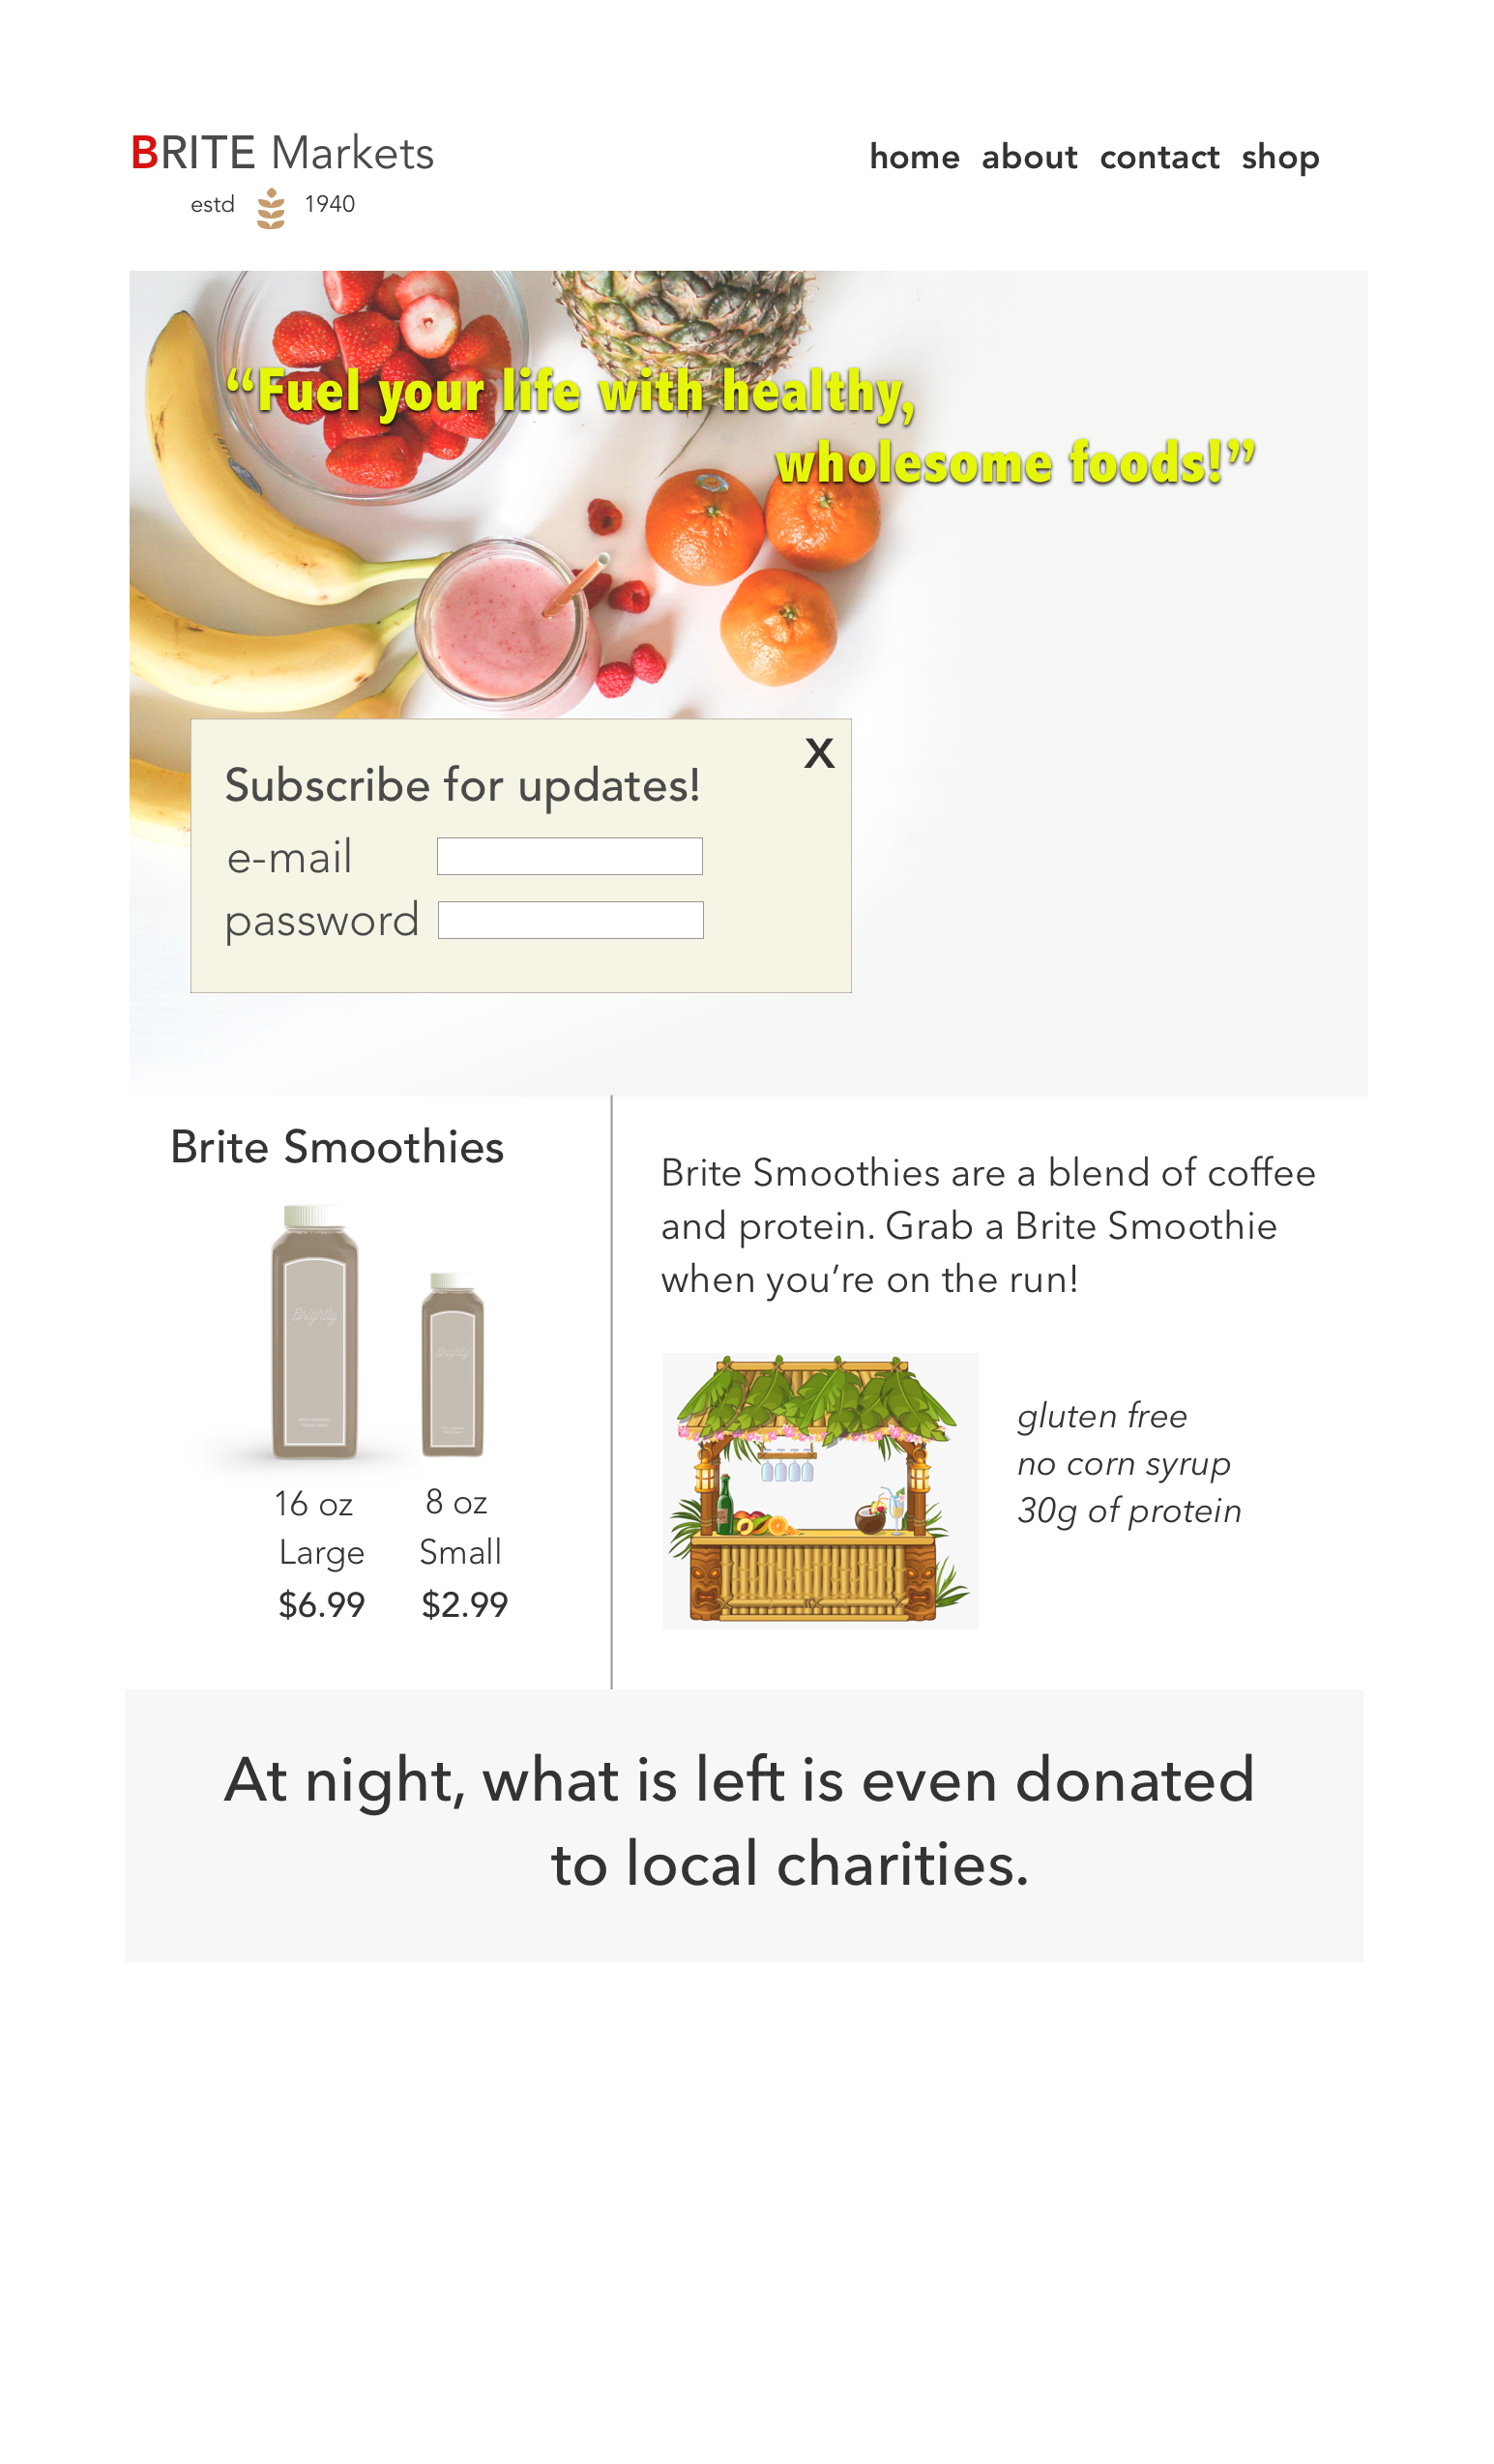 BRITE Markets
estd 1940
home about contact shop
“Fuel your life with healthy,
wholesome foods!”
X
Subscribe for updates!
e-mail
password
Brite Smoothies
Brightly
Brightly
16 oz
Large
$6.99
8 oz
Small
$2.99
Brite Smoothies are a blend of coffee
and protein. Grab a Brite Smoothie
when you’re on the run!
gluten free
no corn syrup
30g of protein
At night, what is left is even donated
to local charities.